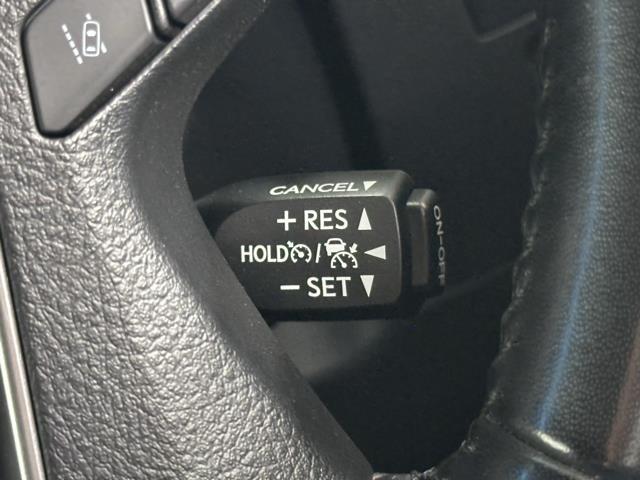 CANCEL▼
+ RES ▲
HOLD / ◀
− SET ▼
ON-OFF